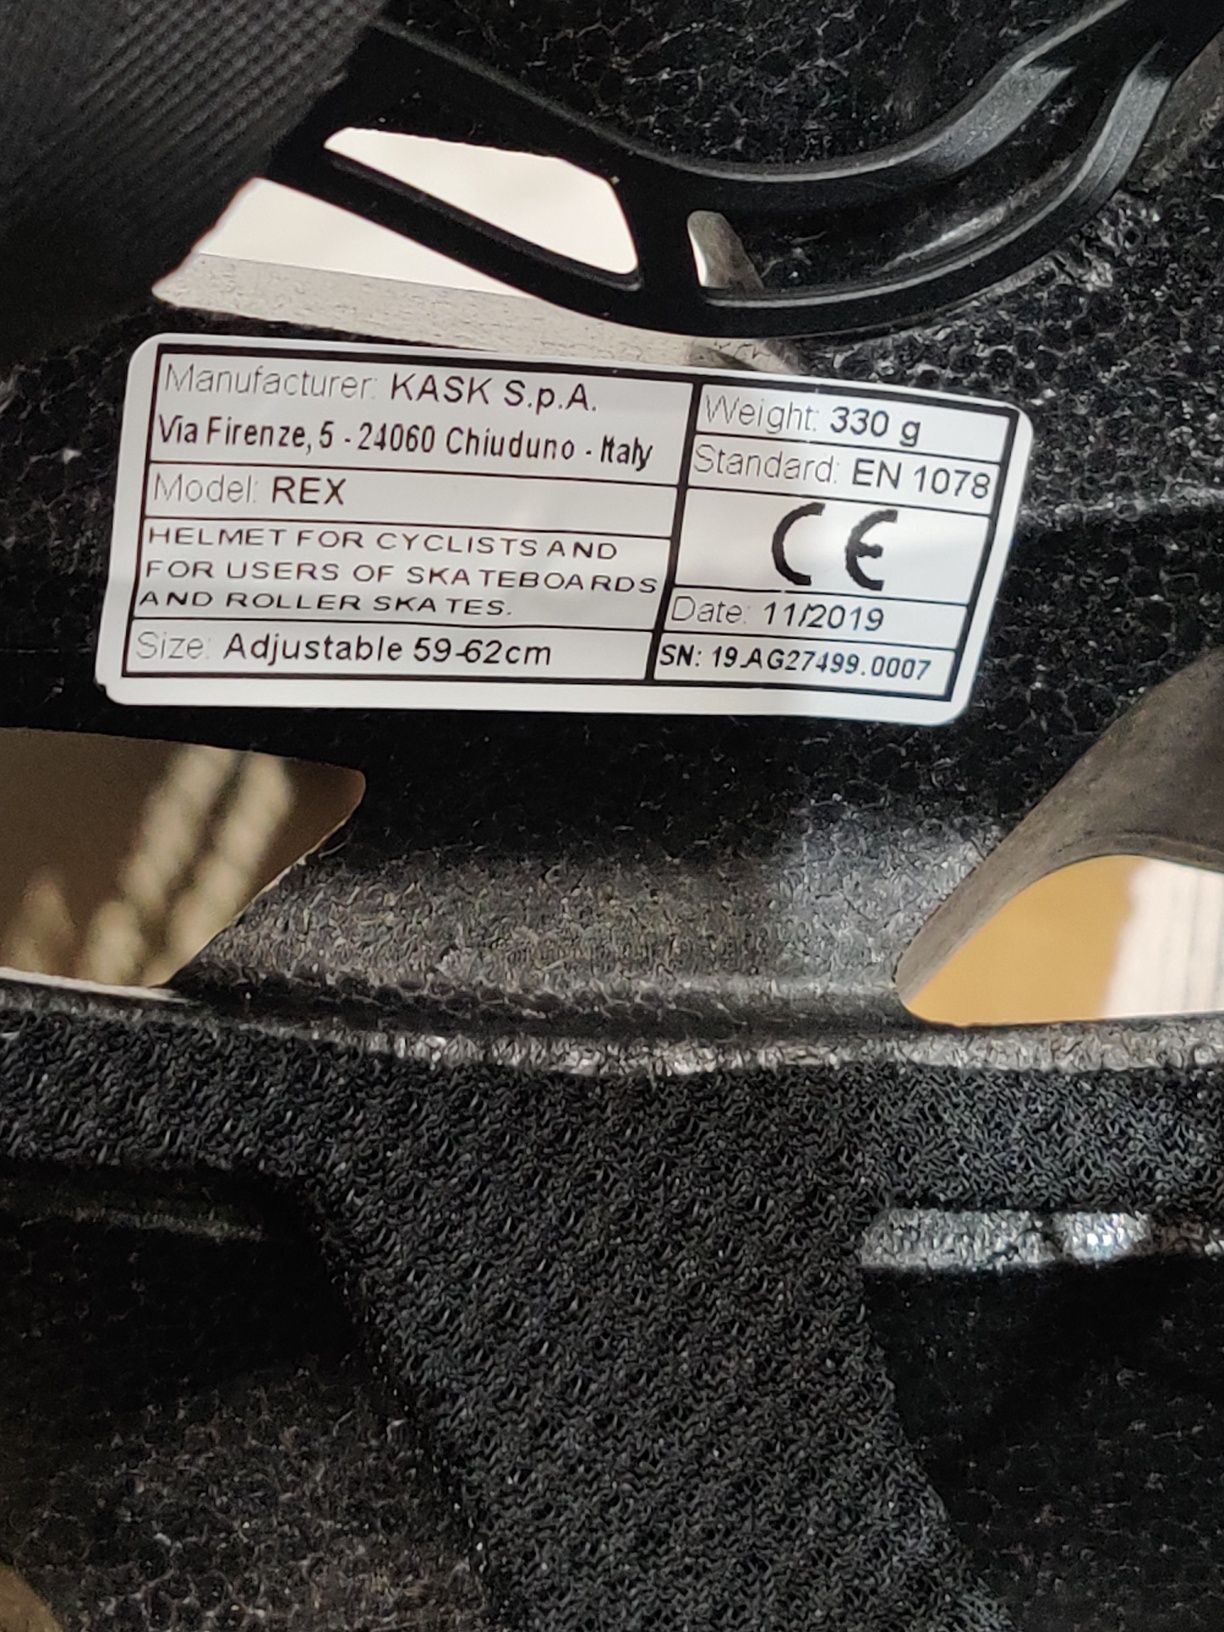 Manufacturer: KASK S.p.A.
Via Firenze, 5 - 24060 Chiuduno - Italy
Model: REX
HELMET FOR CYCLISTS AND
FOR USERS OF SKATEBOARDS
AND ROLLER SKATES.
Size: Adjustable 59-62cm
Weight: 330 g
Standard: EN 1078
CE
Date: 11/2019
SN: 19.AG27499.0007